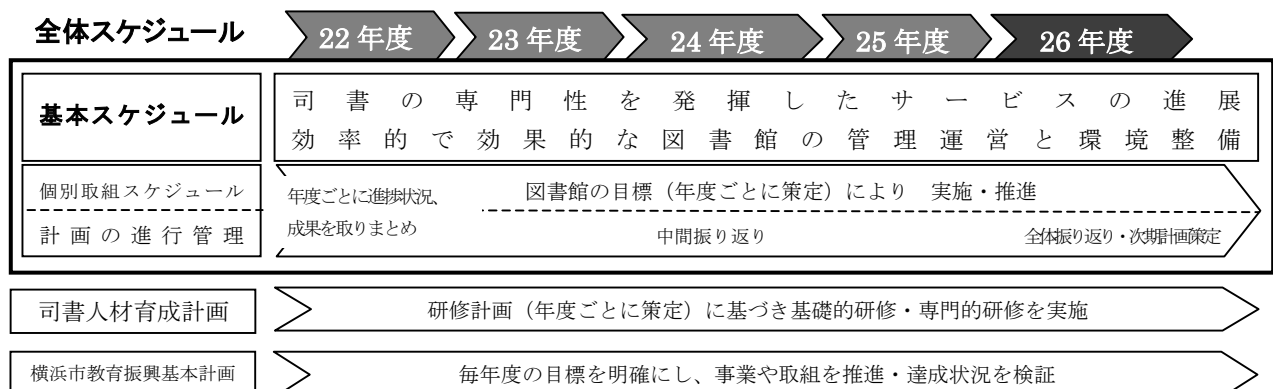 全体スケジュール 22年度 23年度 24年度 25年度 26年度
基本スケジュール
司書の専門性を発揮したサービスの進展
効率的で効果的な図書館の管理運営と環境整備
個別取組スケジュール
計画の進行管理
年度ごとに進捗状況、
成果を取りまとめ
図書館の目標（年度ごとに策定）により　実施・推進
中間振り返り
全体振り返り・次期計画策定
司書人材育成計画
研修計画（年度ごとに策定）に基づき基礎的研修・専門的研修を実施
横浜市教育振興基本計画
毎年度の目標を明確にし、事業や取組を推進・達成状況を検証